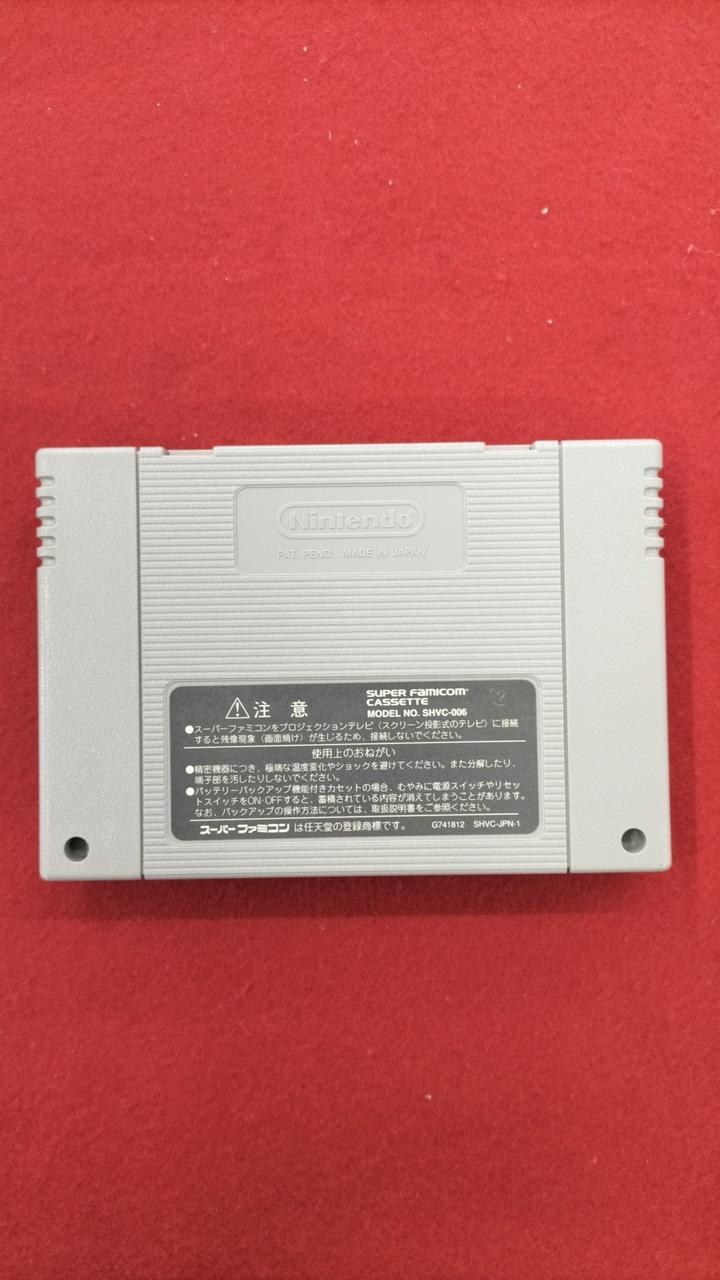 Nintendo
PAT. PEND. MADE IN JAPAN
注 意
SUPER FAMICOM
CASSETTE
MODEL NO. SHVC-006
●スーパーファミコンをプロジェクションテレビ（スクリーン投影式のテレビ）に接続
すると残像現象（画面焼け）が生じるため、接続しないでください。
使用上のおねがい
●精密機器につき、極端な温度変化やショックを避けてください。また分解したり、
端子部を汚したりしないでください。
●バッテリーバックアップ機能付きカセットの場合、むやみに電源スイッチやリセッ
トスイッチをON・OFFすると、蓄積されている内容が消えてしまうことがあります。
なお、バックアップの操作方法については、取扱説明書をご参照ください。
スーパーファミコン は任天堂の登録商標です。 G741812 SHVC-JPN-1